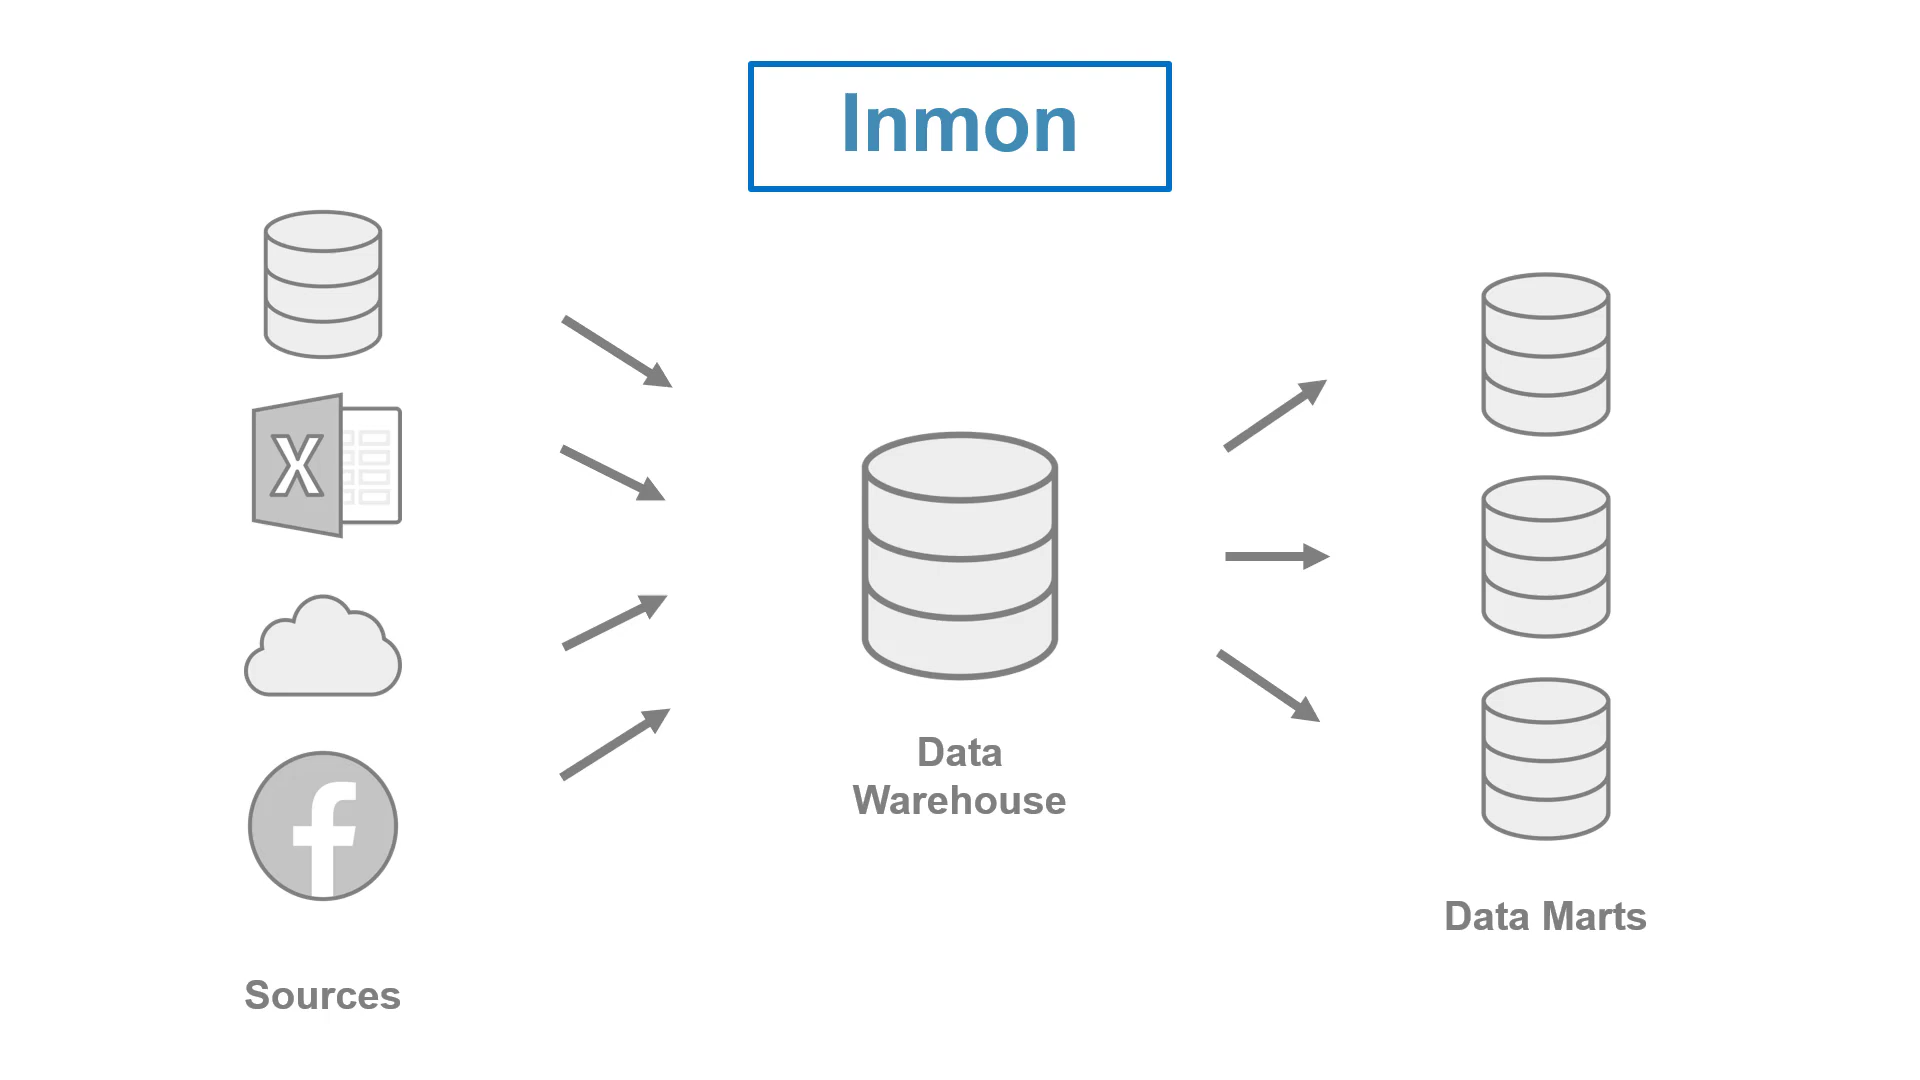 Inmon
X
f
Data
Warehouse
Data Marts
Sources